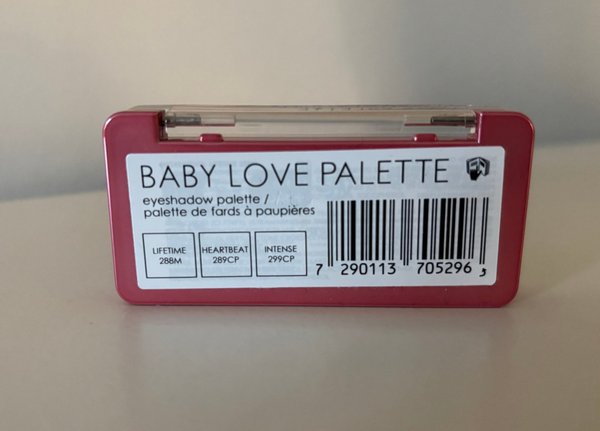 BABY LOVE PALETTE
eyeshadow palette /
palette de fards à paupières
LIFETIME
288M
HEARTBEAT
289CP
INTENSE
299CP
7 290113 705296